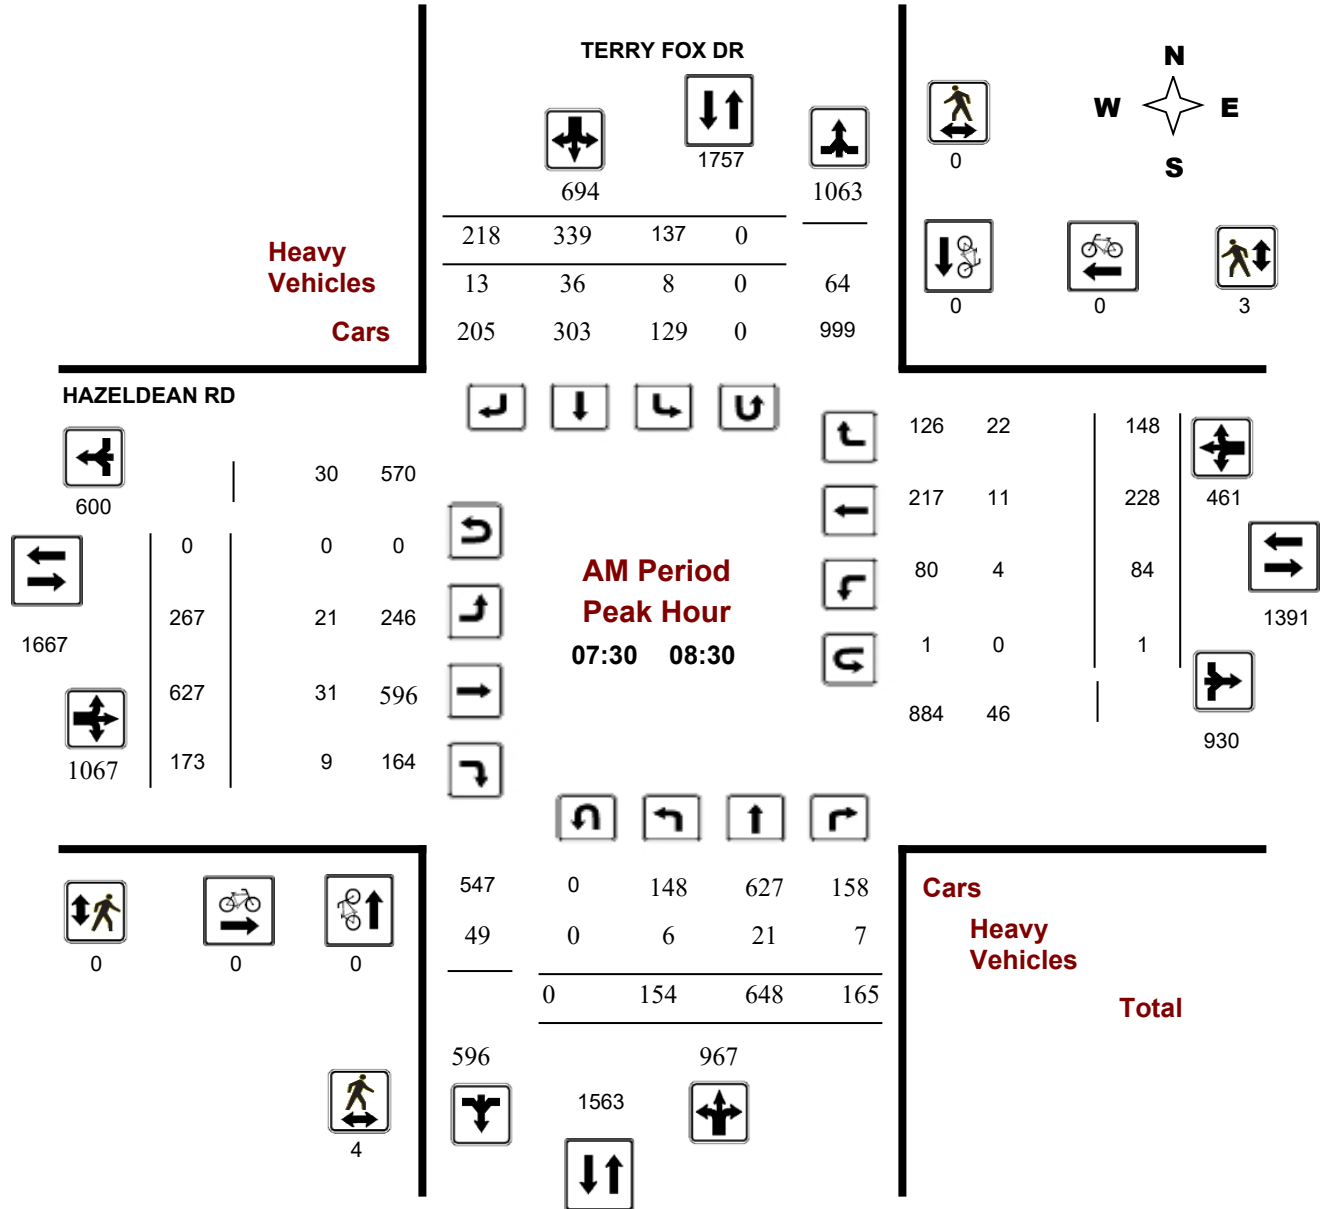 TERRY FOX DR
N
W E
S
1757
0
694 1063
218 339 137 0
Heavy
Vehicles
13 36 8 0 64
0 0 3
Cars
205 303 129 0 999
HAZELDEAN RD
126 22 148
30 570
600
217 11 228 461
0 0 0
AM Period
80 4 84
Peak Hour
267 21 246
1391
1667
07:30 08:30
1 0 1
627 31 596
884 46
930
1067 173 9 164
547 0 148 627 158
Cars
49 0 6 21 7
Heavy
Vehicles
0 0 0
0 154 648 165
Total
596 967
1563
4